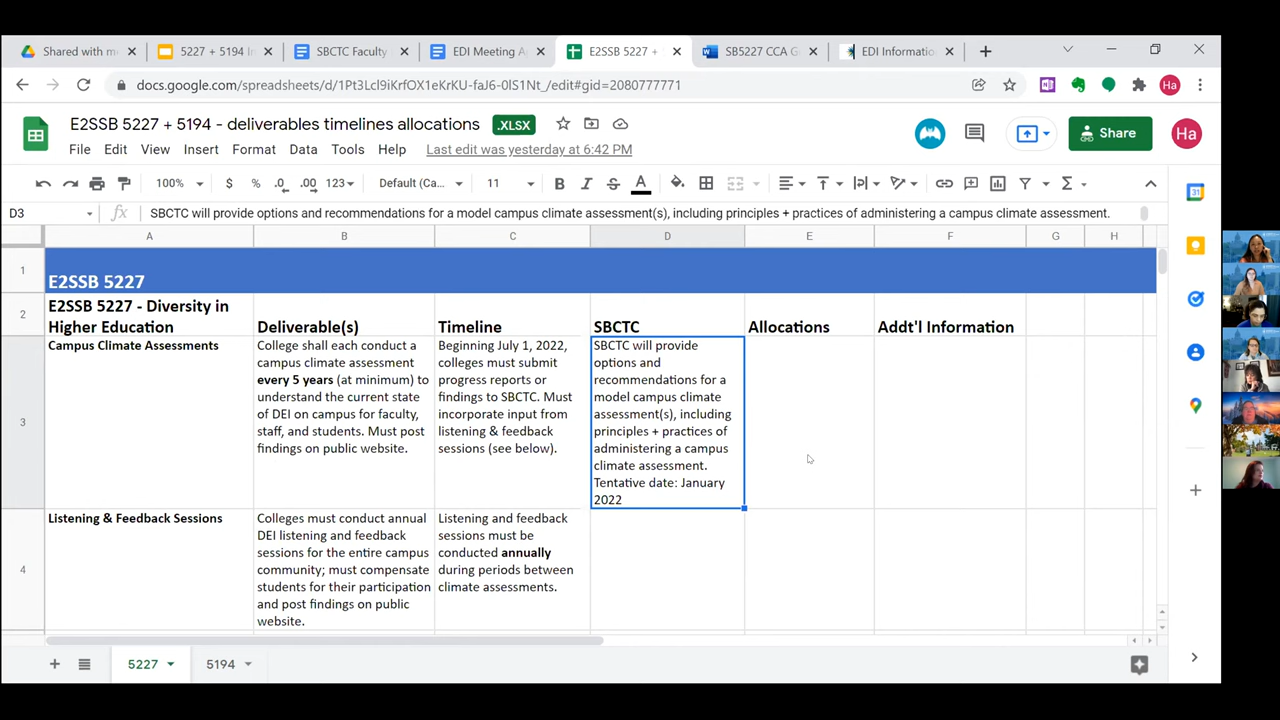 Shared with m
5227 + 5194 In
SBCTC Faculty
EDI Meeting A
E2SSB 5227 +
SB5227 CCA G
EDI Informatio
docs.google.com/spreadsheets/d/1Pt3Lcl9iKrfOX1eKrKU-faJ6-0lS1Nt_/edit#gid=2080777771
Ha
E2SSB 5227 + 5194 - deliverables timelines allocations .XLSX
Share
Ha
File Edit View Insert Format Data Tools Help Last edit was yesterday at 6:42 PM
100% $ % .0 .00 123 Default (Ca... 11 B I S A
D3 fx SBCTC will provide options and recommendations for a model campus climate assessment(s), including principles + practices of administering a campus climate assessment.
A B C D E F G H
1 E2SSB 5227
2 E2SSB 5227 - Diversity in
Higher Education
Deliverable(s)
Timeline
SBCTC
Allocations
Addt'l Information
3
Campus Climate Assessments
College shall each conduct a
campus climate assessment
every 5 years (at minimum) to
understand the current state
of DEI on campus for faculty,
staff, and students. Must post
findings on public website.
Beginning July 1, 2022,
colleges must submit
progress reports or
findings to SBCTC. Must
incorporate input from
listening & feedback
sessions (see below).
SBCTC will provide
options and
recommendations for a
model campus climate
assessment(s), including
principles + practices of
administering a campus
climate assessment.
Tentative date: January
2022
4
Listening & Feedback Sessions
Colleges must conduct annual
DEI listening and feedback
sessions for the entire campus
community; must compensate
students for their participation
and post findings on public
website.
Listening and feedback
sessions must be
conducted annually
during periods between
climate assessments.
5227
5194
31